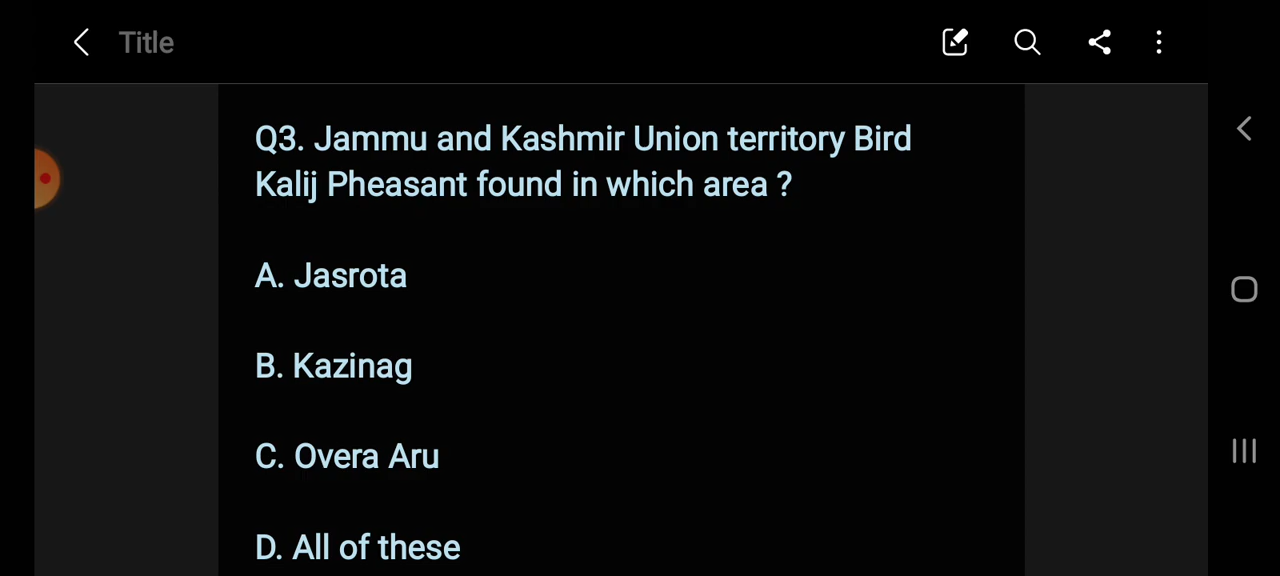 Title
Q3. Jammu and Kashmir Union territory Bird
Kalij Pheasant found in which area ?
A. Jasrota
B. Kazinag
C. Overa Aru
D. All of these